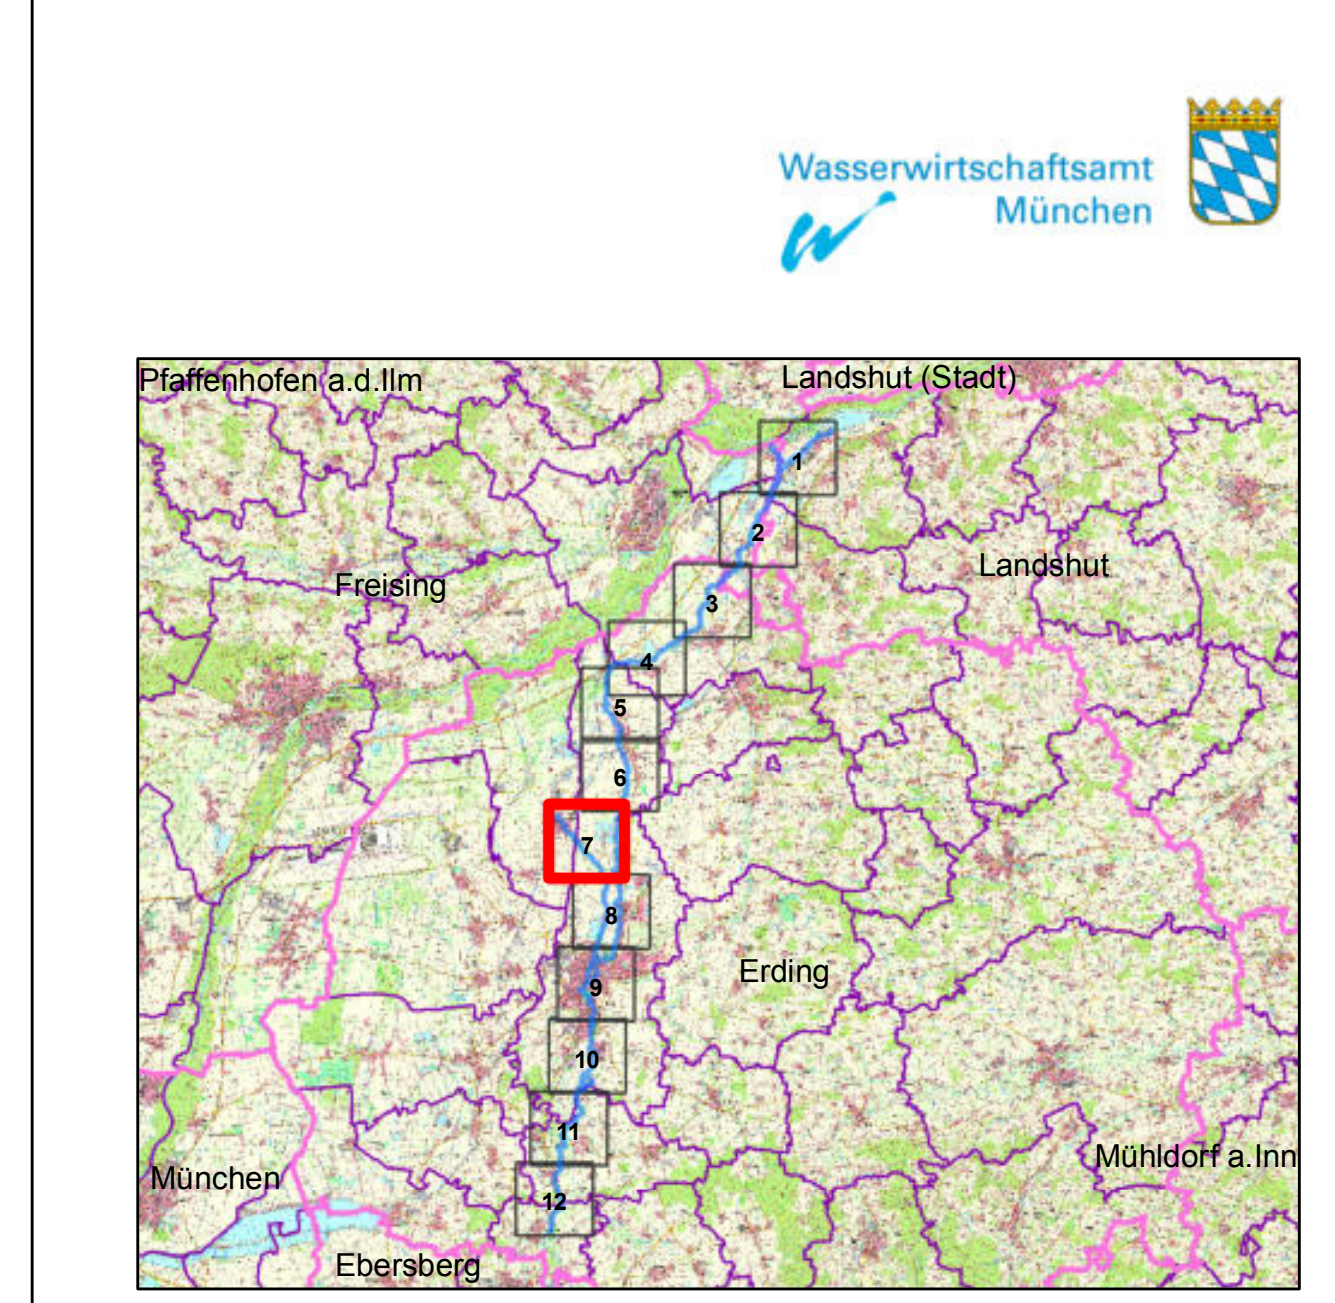 Wasserwirtschaftsamt
München
Pfaffenhofen a.d.Ilm
Landshut (Stadt)
1
2
Landshut
Freising
3
4
5
6
7
8
Erding
9
10
11
Mühldorf a.Inn
München
12
Ebersberg